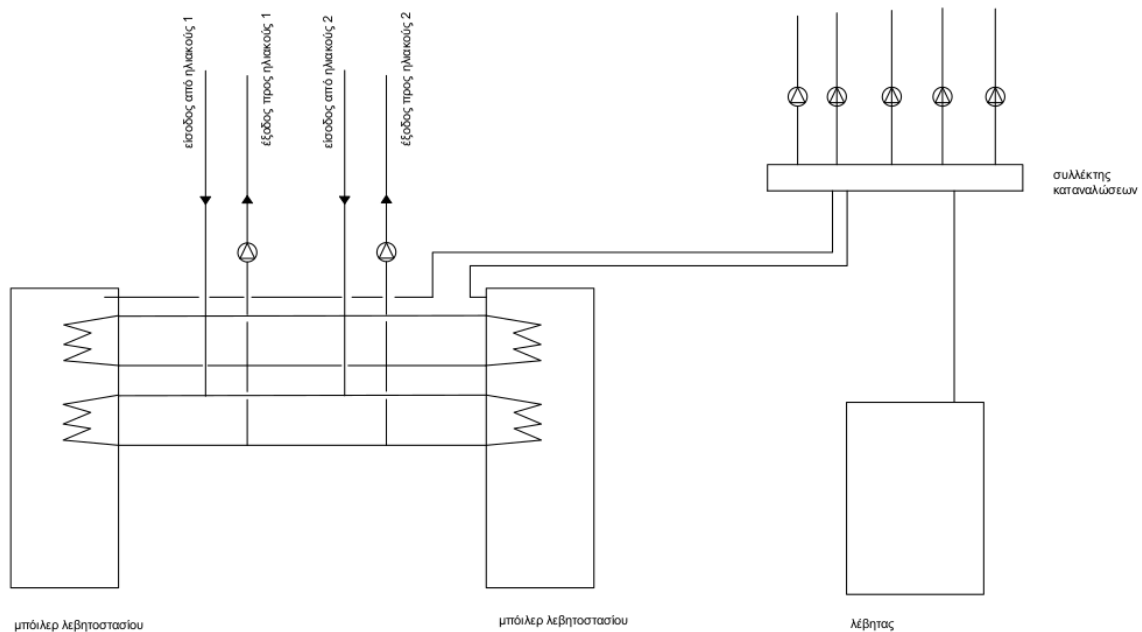 είσοδος από ηλιακούς 1
έξοδος προς ηλιακούς 1
είσοδος από ηλιακούς 2
έξοδος προς ηλιακούς 2
συλλέκτης
καταναλώσεων
μπόιλερ λεβητοστασίου
μπόιλερ λεβητοστασίου
λέβητας